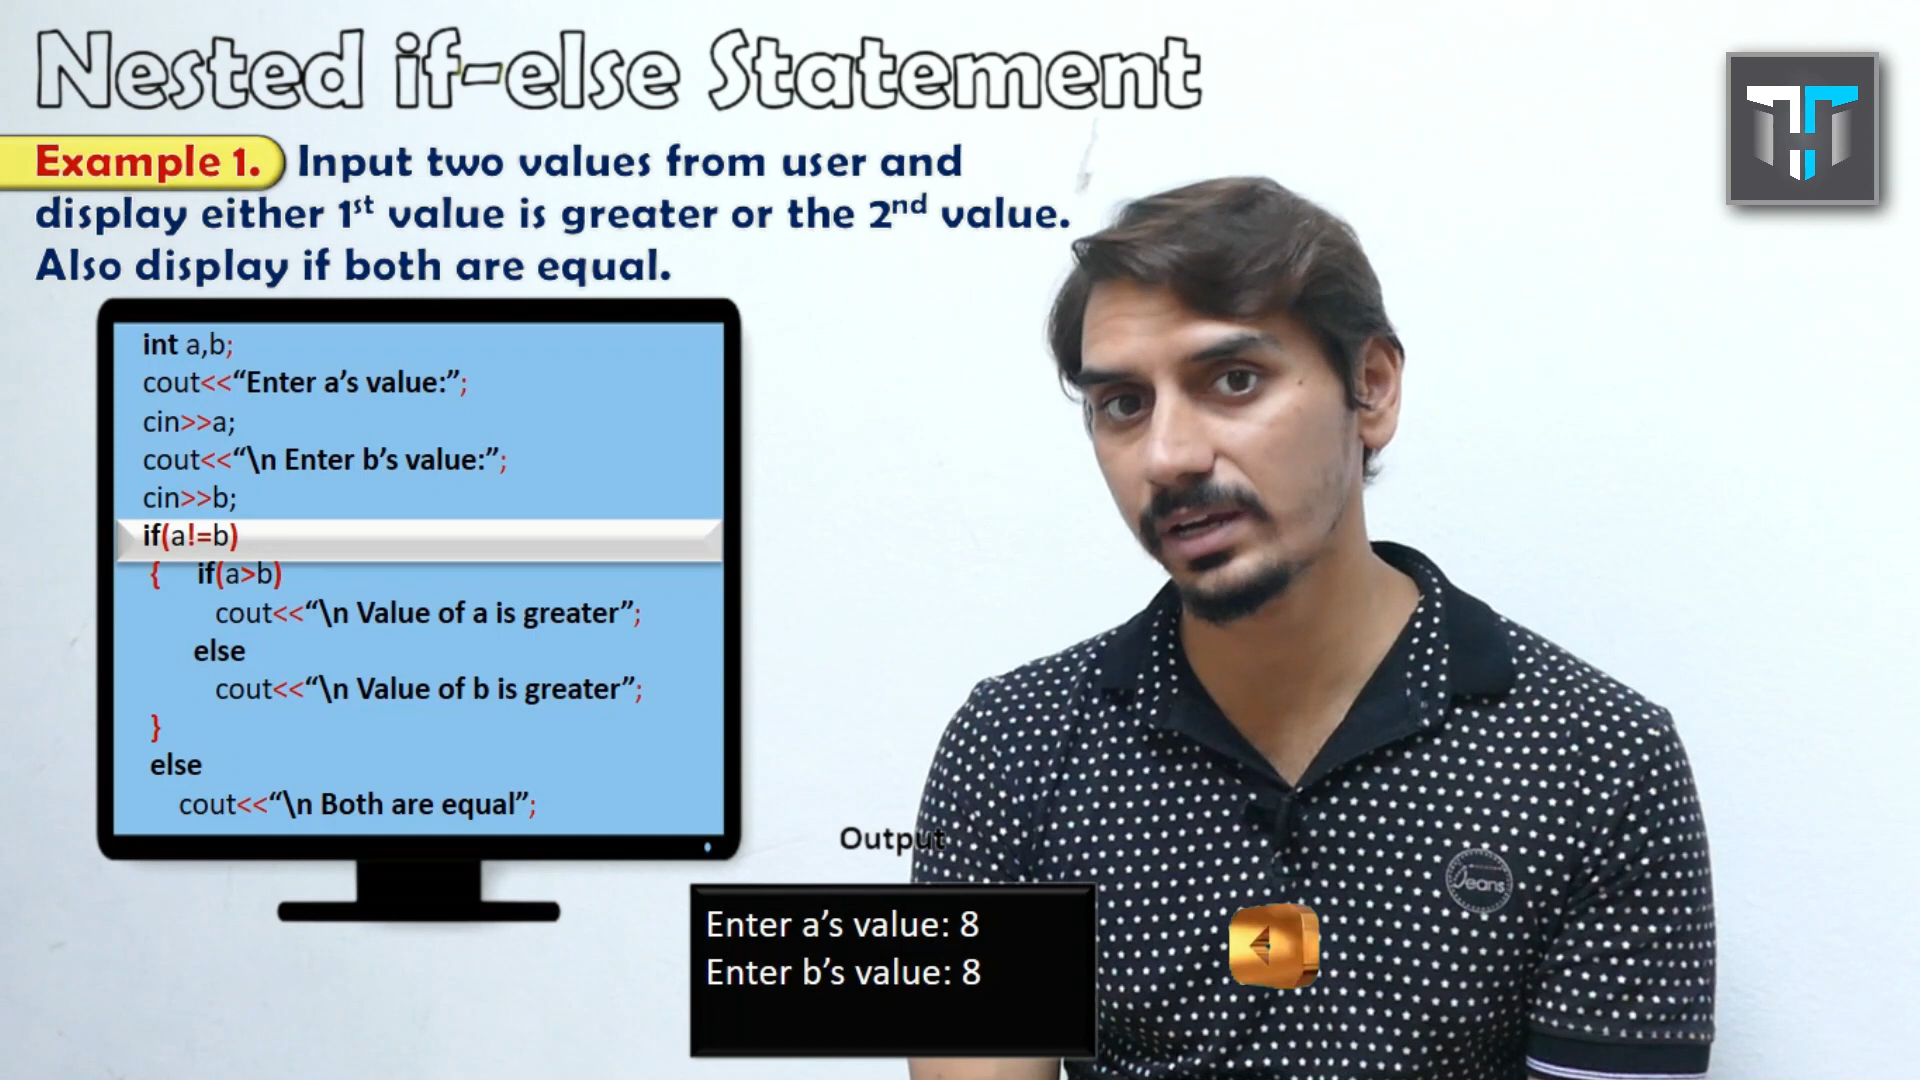 Nested if-else Statement
Example 1. Input two values from user and
display either 1st value is greater or the 2nd value.
Also display if both are equal.
int a,b;
cout<<“Enter a’s value:”;
cin>>a;
cout<<“\n Enter b’s value:”;
cin>>b;
if(a!=b)
{ if(a>b)
cout<<“\n Value of a is greater”;
else
cout<<“\n Value of b is greater”;
}
else
cout<<“\n Both are equal”;
Output
Enter a’s value: 8
Enter b’s value: 8
Jeans